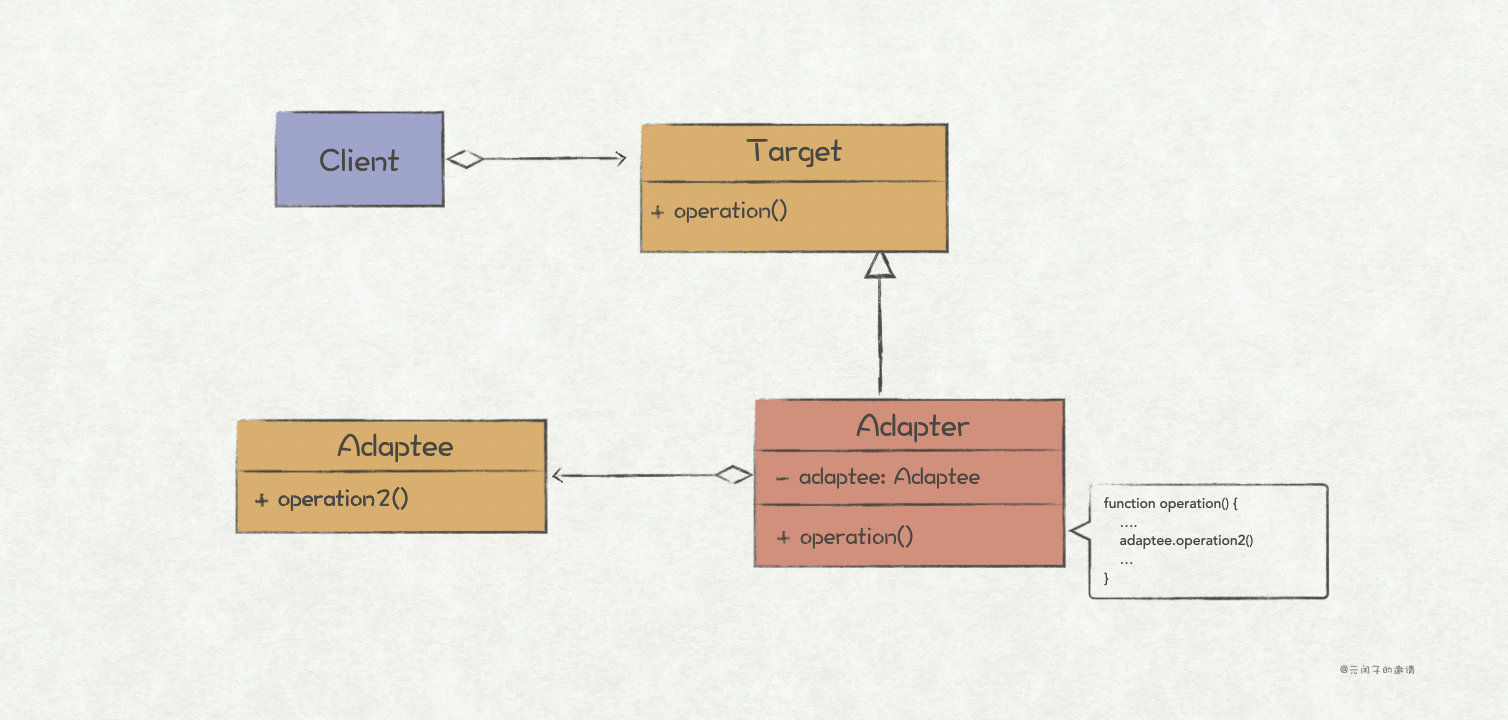 Client
Target
+ operation()
Adaptee
+ operation2()
Adapter
- adaptee: Adaptee
+ operation()
function operation() {
....
adaptee.operation2()
...
}
@元闰子的邀请